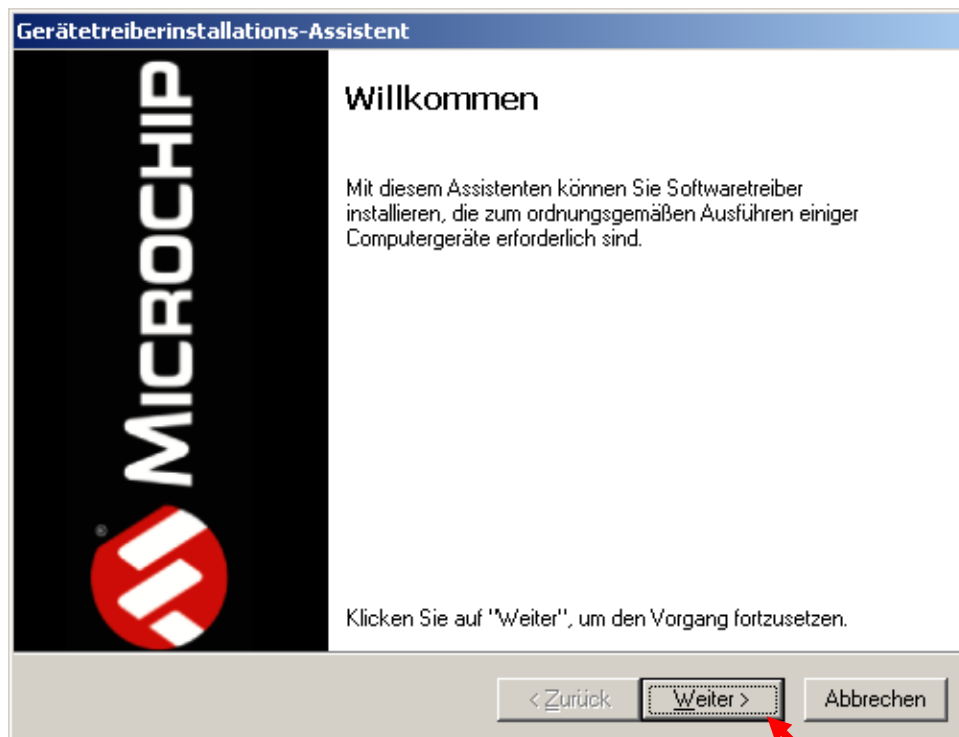 Gerätetreiberinstallations-Assistent
MICROCHIP
®
Willkommen
Mit diesem Assistenten können Sie Softwaretreiber
installieren, die zum ordnungsgemäßen Ausführen einiger
Computergeräte erforderlich sind.
Klicken Sie auf "Weiter", um den Vorgang fortzusetzen.
< Zurück
Weiter >
Abbrechen